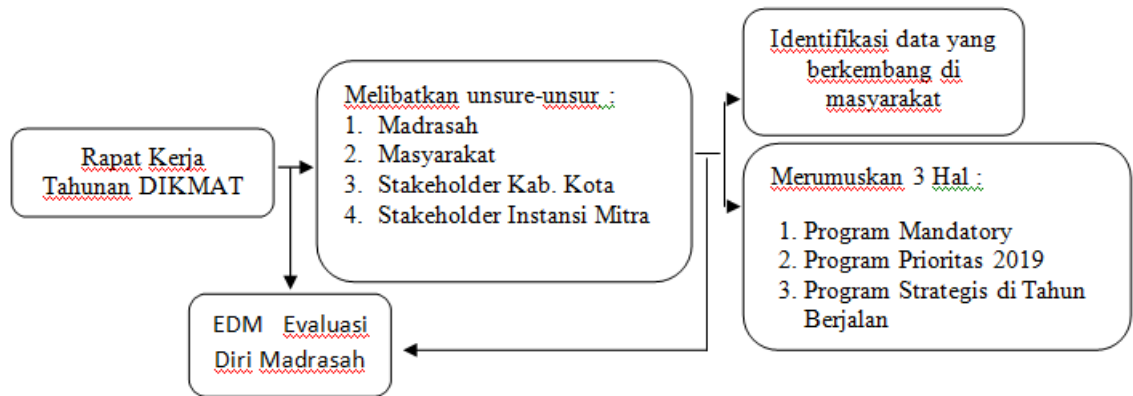 Rapat Kerja
Tahunan DIKMAT
Melibatkan unsure-unsur :
1. Madrasah
2. Masyarakat
3. Stakeholder Kab. Kota
4. Stakeholder Instansi Mitra
Identifikasi data yang
berkembang di
masyarakat
Merumuskan 3 Hal :
1. Program Mandatory
2. Program Prioritas 2019
3. Program Strategis di Tahun
Berjalan
EDM Evaluasi
Diri Madrasah